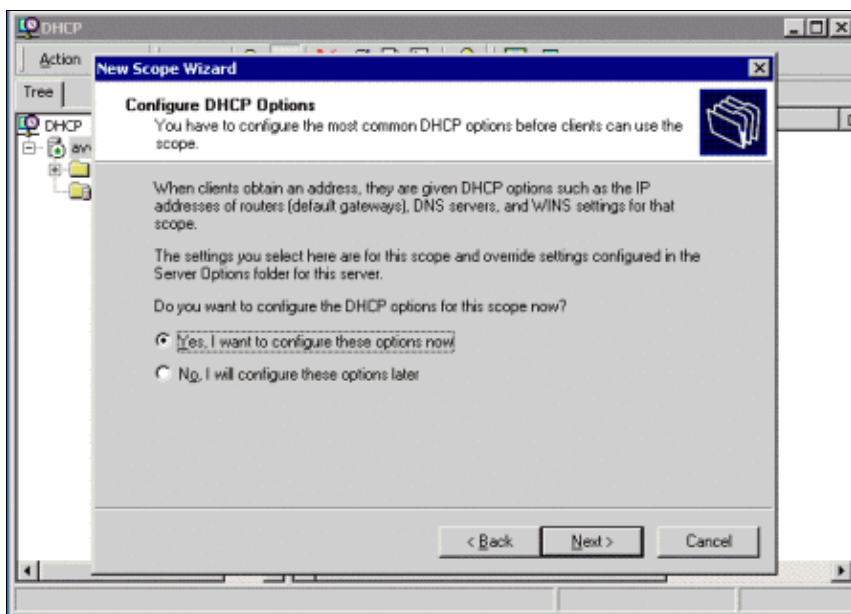 DHCP
Action
New Scope Wizard
Tree
Configure DHCP Options
DHCP
You have to configure the most common DHCP options before clients can use the
scope.
When clients obtain an address, they are given DHCP options such as the IP
addresses of routers (default gateways), DNS servers, and WINS settings for that
scope.
The settings you select here are for this scope and override settings configured in the
Server Options folder for this server.
Do you want to configure the DHCP options for this scope now?
Yes, I want to configure these options now
No, I will configure these options later
< Back
Next >
Cancel